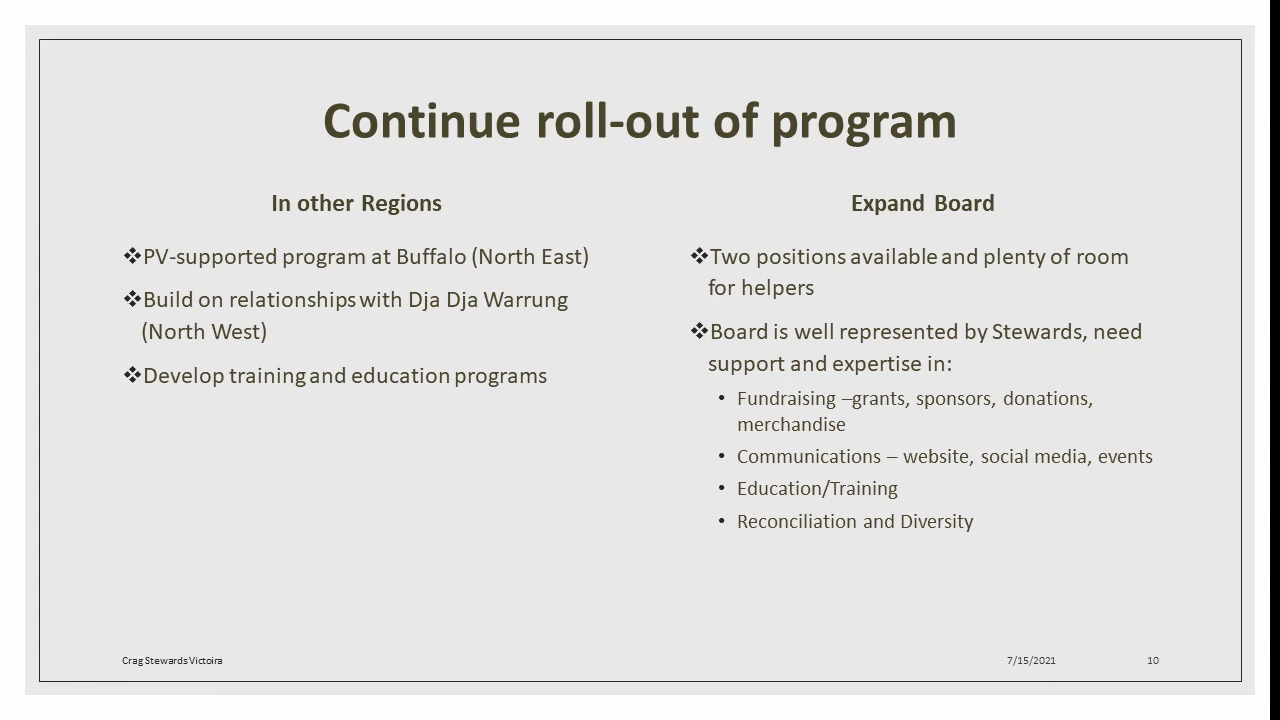 Continue roll-out of program
In other Regions
❖PV-supported program at Buffalo (North East)
❖Build on relationships with Dja Dja Warrung
(North West)
❖Develop training and education programs
Expand Board
❖Two positions available and plenty of room
for helpers
❖Board is well represented by Stewards, need
support and expertise in:
• Fundraising –grants, sponsors, donations,
merchandise
• Communications – website, social media, events
• Education/Training
• Reconciliation and Diversity
Crag Stewards Victoira
7/15/2021
10